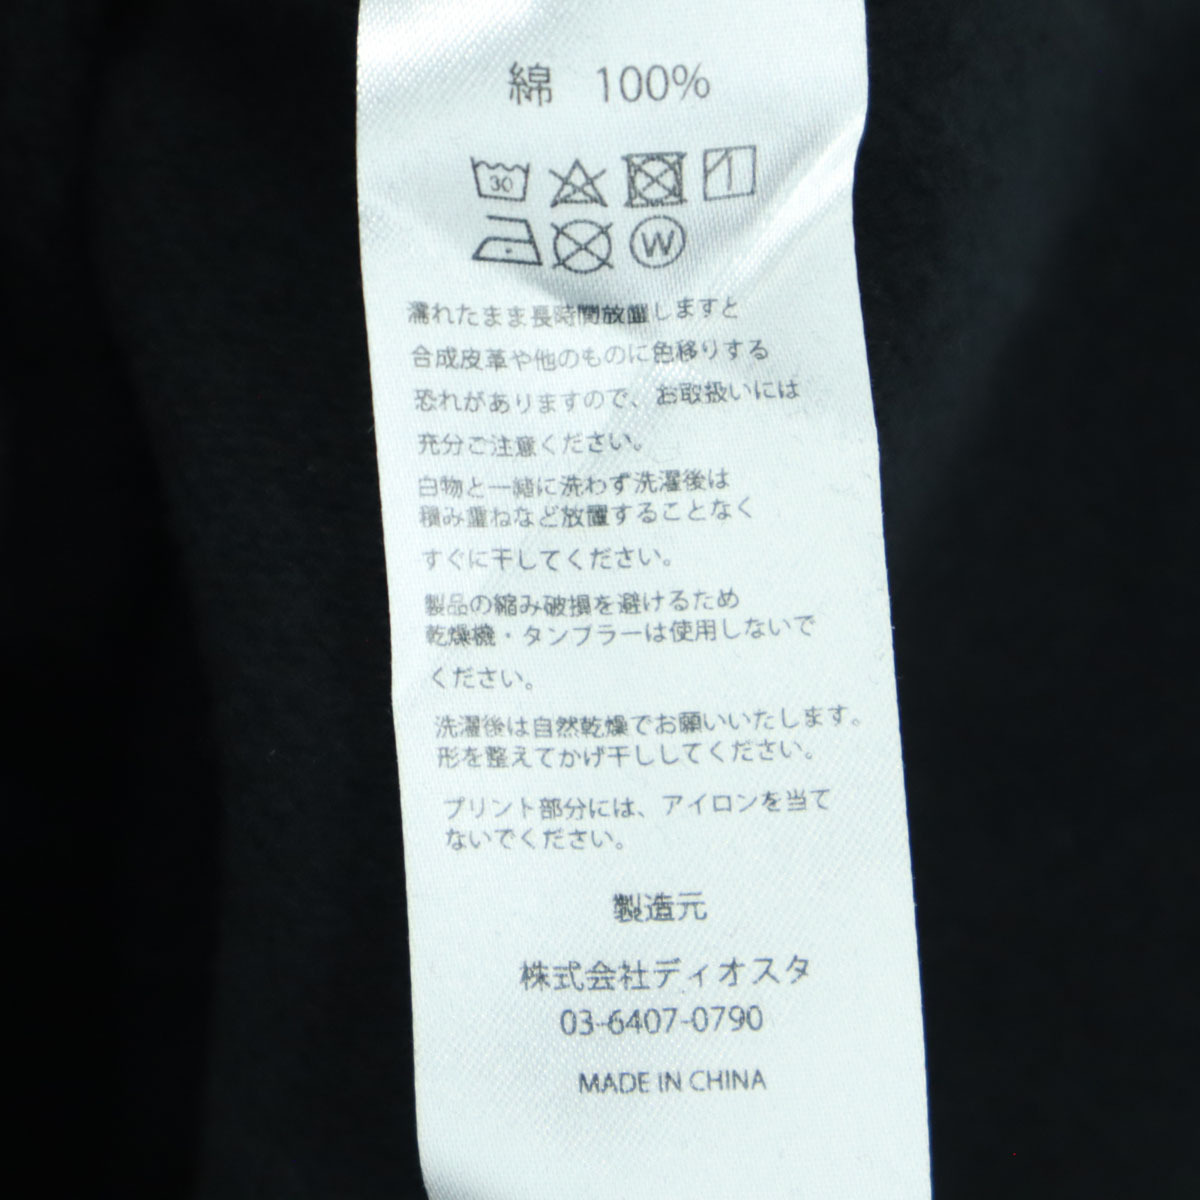 綿　100%
30
W
濡れたまま長時間放置しますと
合成皮革や他のものに色移りする
恐れがありますので、お取扱いには
充分ご注意ください。
白物と一緒に洗わず洗濯後は
積み重ねなど放置することなく
すぐに干してください。
製品の縮み破損を避けるため
乾燥機・タンブラーは使用しないで
ください。
洗濯後は自然乾燥でお願いいたします。
形を整えてかげ干ししてください。
プリント部分には、アイロンを当て
ないでください。
製造元
株式会社ディオスタ
03-6407-0790
MADE IN CHINA